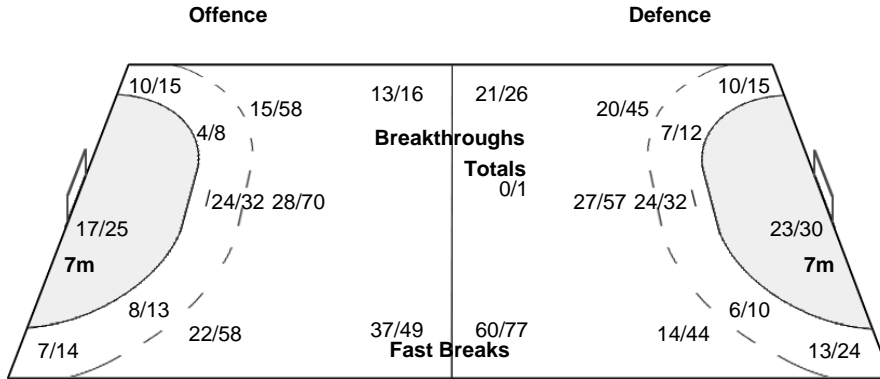 Offence Defence
10/15 13/16 21/26 10/15
15/58 20/45
4/8 Breakthroughs 7/12
Totals
0/1
24/32 28/70 27/57 24/32
17/25 23/30
7m 7m
8/13 6/10
22/58 37/49 60/77 14/44
7/14 Fast Breaks 13/24